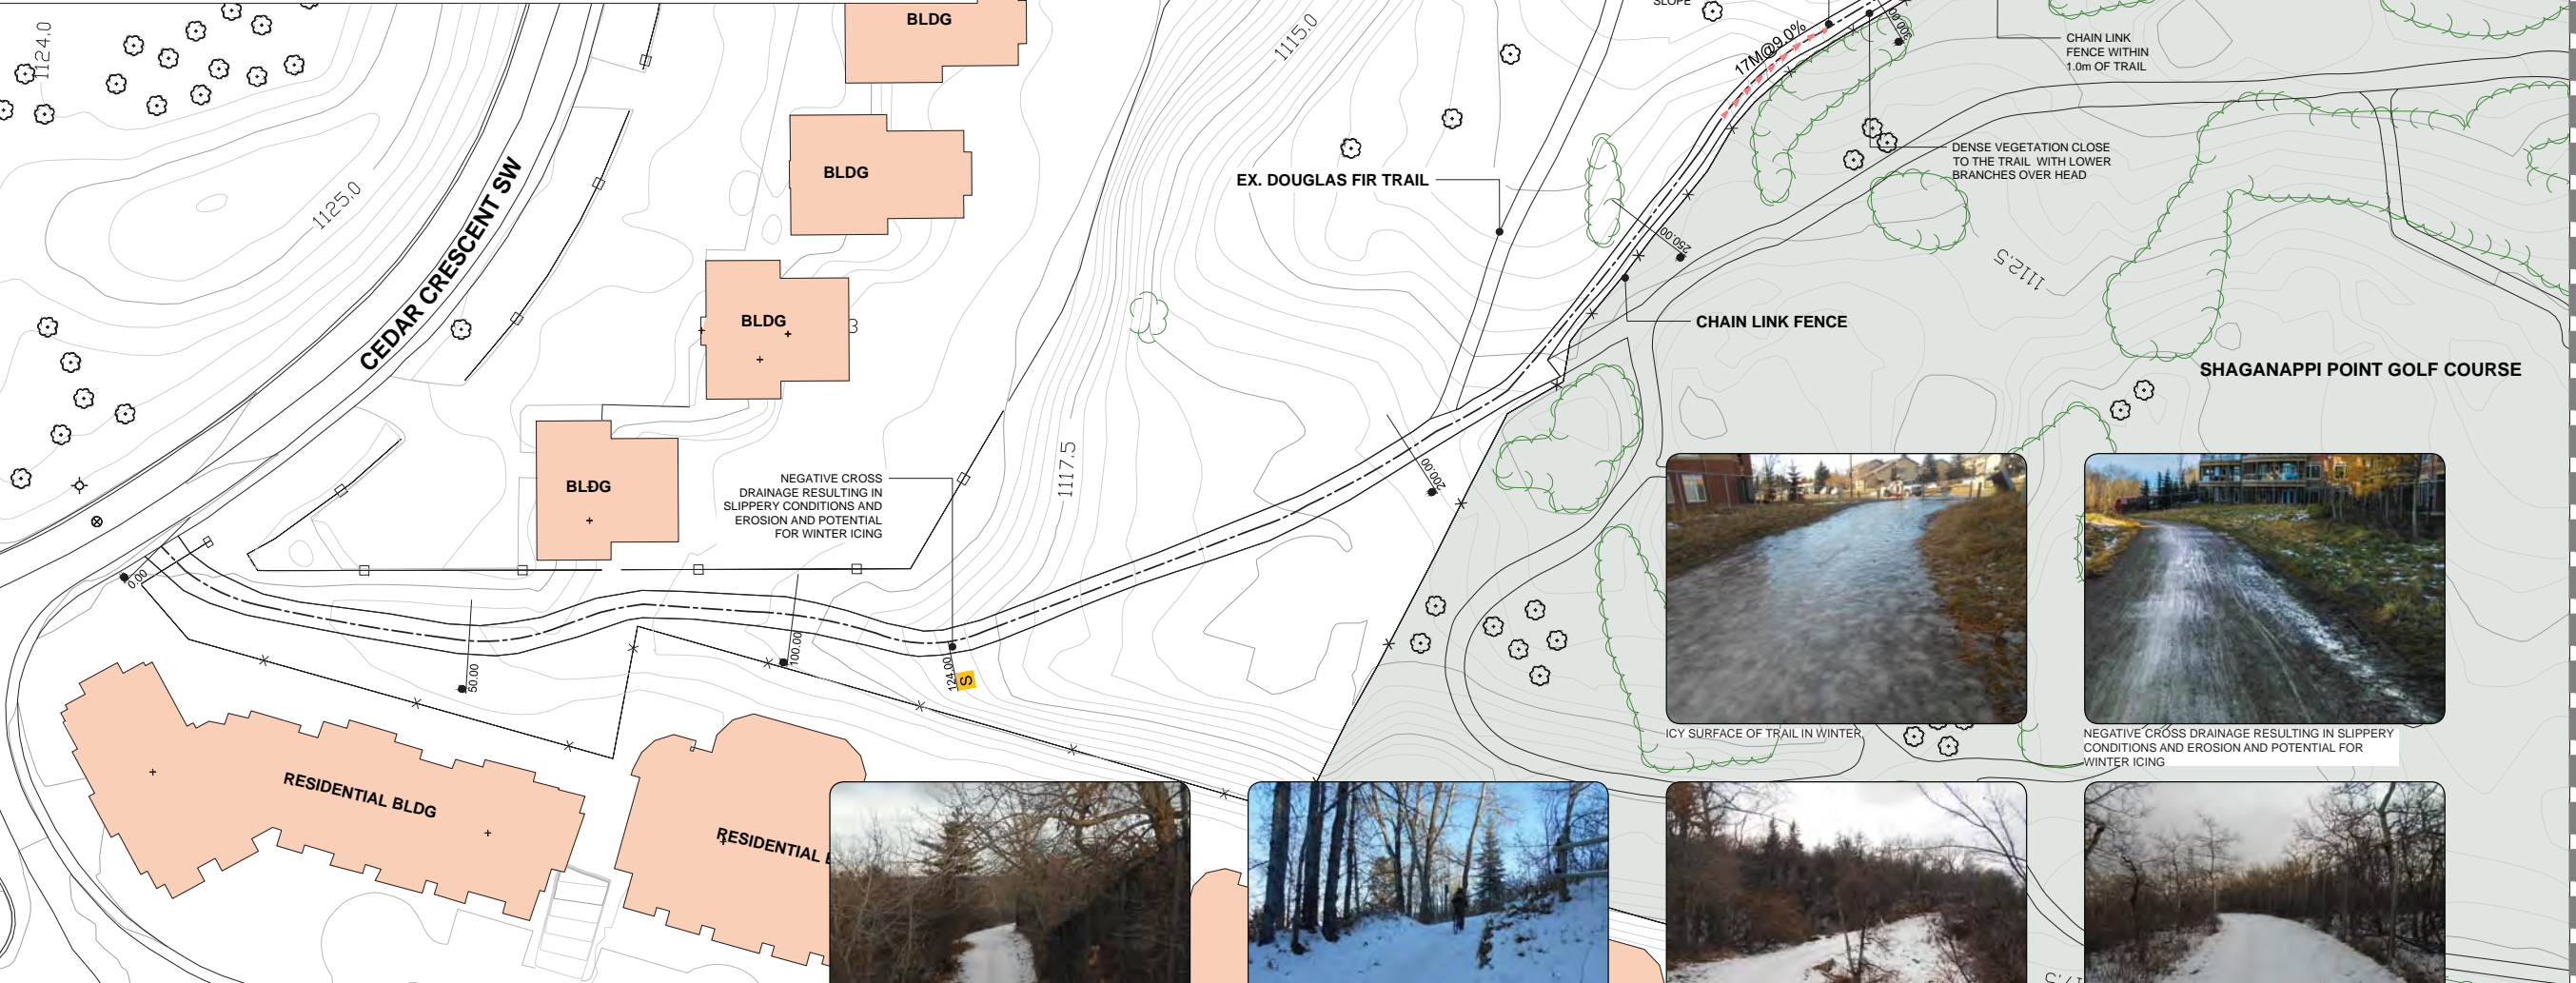 BLDG
1115.0
SLOPE
17M@9.0%
300.00
CHAIN LINK
FENCE WITHIN
1.0m OF TRAIL
1124.0
BLDG
EX. DOUGLAS FIR TRAIL
DENSE VEGETATION CLOSE
TO THE TRAIL WITH LOWER
BRANCHES OVER HEAD
1125.0
CEDAR CRESCENT SW
250.00
1112.5
BLDG
3
CHAIN LINK FENCE
SHAGANAPPI POINT GOLF COURSE
BLDG
NEGATIVE CROSS
DRAINAGE RESULTING IN
SLIPPERY CONDITIONS AND
EROSION AND POTENTIAL
FOR WINTER ICING
1117.5
200.00
0.00
50.00
100.00
124.00
S
ICY SURFACE OF TRAIL IN WINTER
NEGATIVE CROSS DRAINAGE RESULTING IN SLIPPERY
CONDITIONS AND EROSION AND POTENTIAL FOR
WINTER ICING
RESIDENTIAL BLDG
RESIDENTIAL